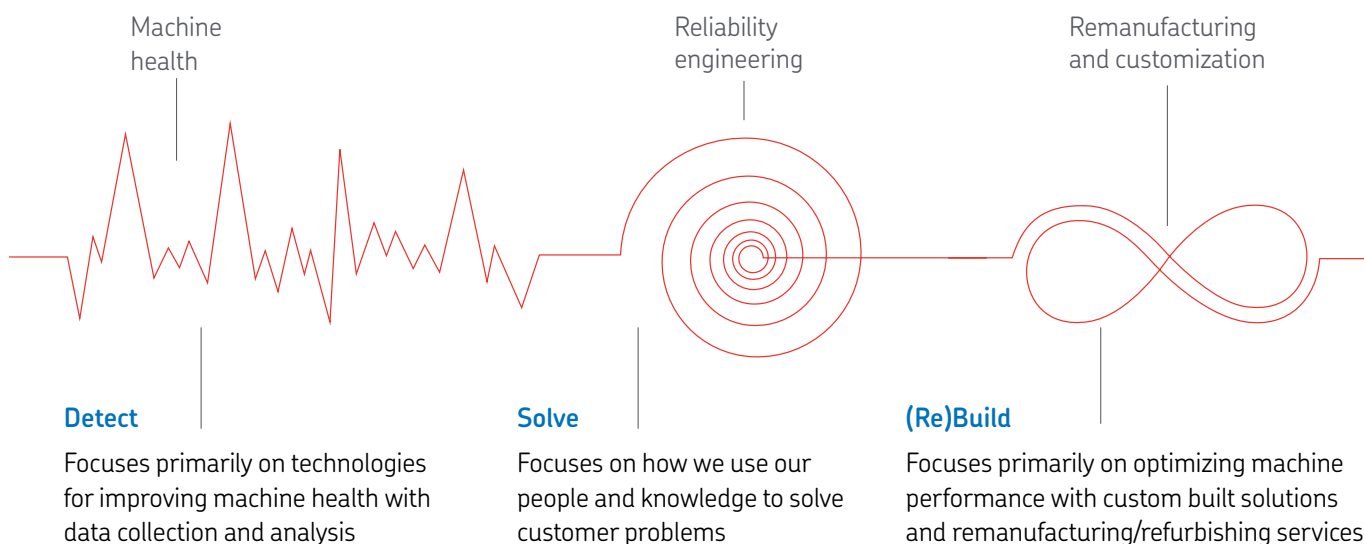 Machine
health
Reliability
engineering
Remanufacturing
and customization
Detect
Focuses primarily on technologies
for improving machine health with
data collection and analysis
Solve
Focuses on how we use our
people and knowledge to solve
customer problems
(Re)Build
Focuses primarily on optimizing machine
performance with custom built solutions
and remanufacturing/refurbishing services